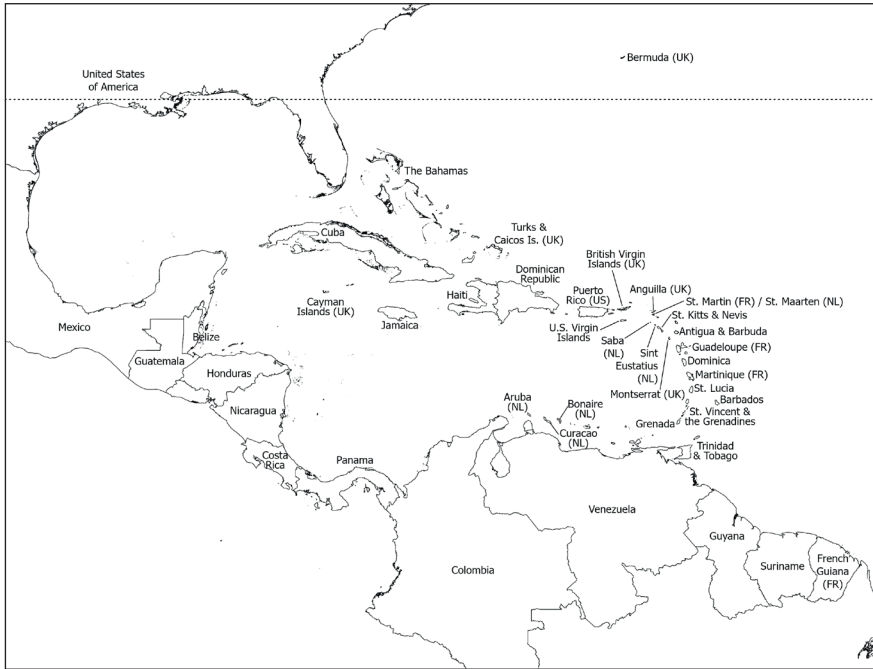 Bermuda (UK)
United States
of America
The Bahamas
Turks &
Caicos Is. (UK)
Cuba
British Virgin
Islands (UK)
Dominican
Republic
Anguilla (UK)
Puerto
Rico (US)
Haiti
Cayman
Islands (UK)
St. Martin (FR) / St. Maarten (NL)
St. Kitts & Nevis
Jamaica
Mexico
U.S. Virgin
Islands
Antigua & Barbuda
Belize
Saba
(NL)
Guadeloupe (FR)
Sint
Eustatius
(NL)
Guatemala
Dominica
Honduras
Martinique (FR)
Montserrat (UK)
St. Lucia
Aruba
(NL)
Bonaire
(NL)
Barbados
Nicaragua
St. Vincent &
the Grenadines
Grenada
Curacao
(NL)
Trinidad
& Tobago
Costa
Rica
Panama
Venezuela
Guyana
French
Guiana
(FR)
Suriname
Colombia